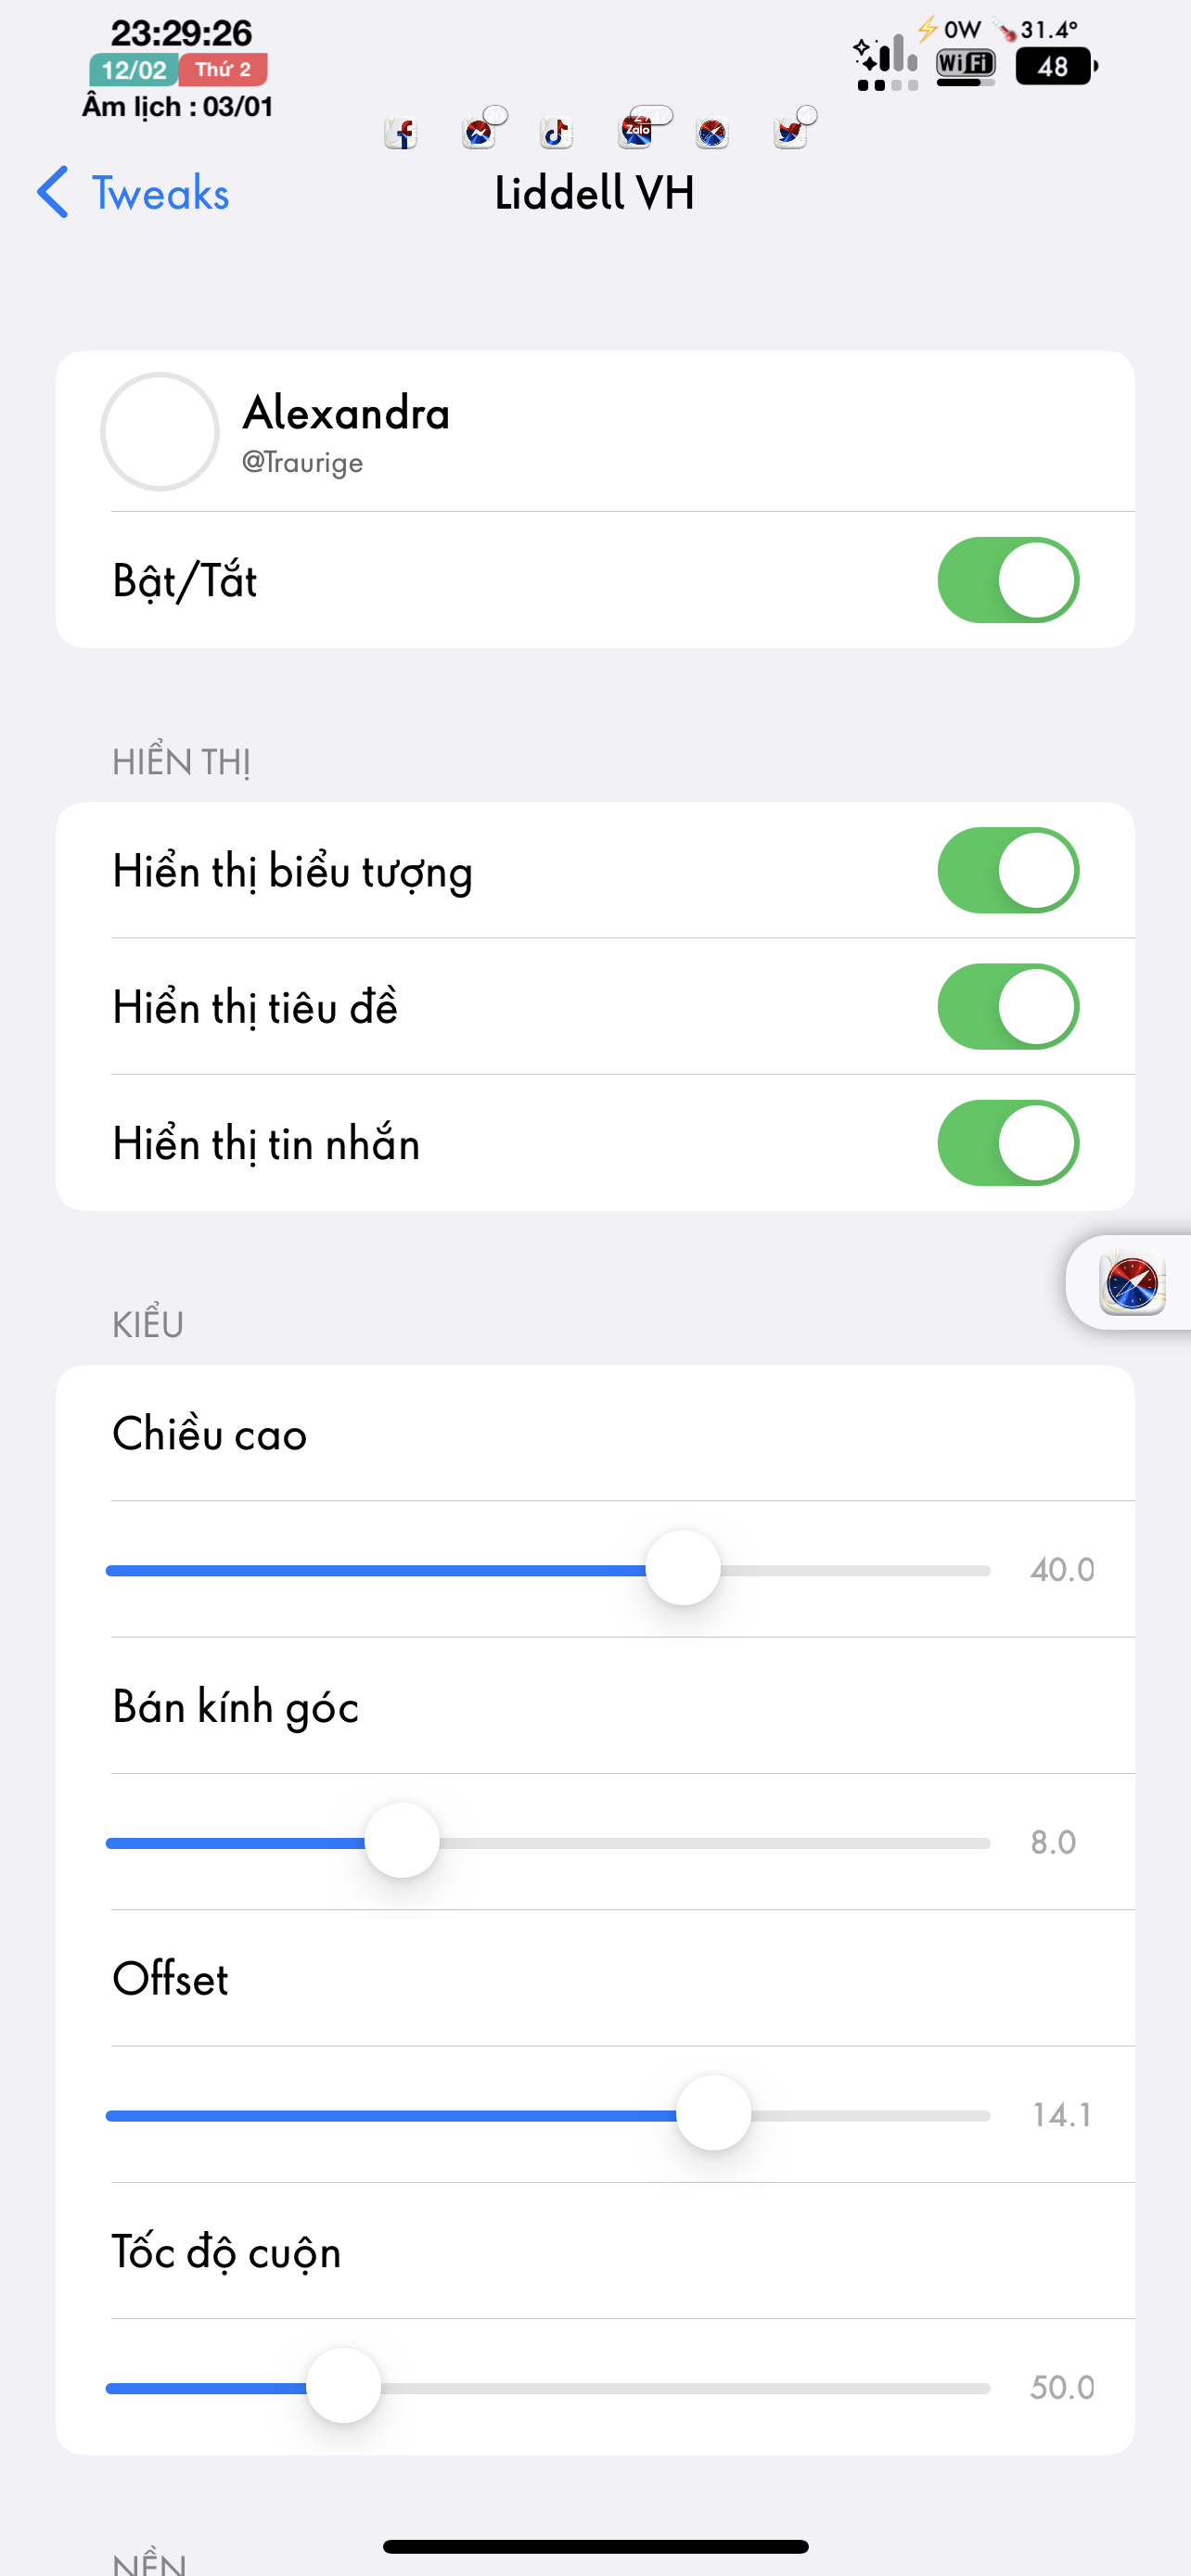 23:29:26
12/02 Thứ 2
Âm lịch : 03/01
0W 31.4°
WiFi 48
Zalo
Tweaks
Liddell VH
Alexandra
@Traurige
Bật/Tắt
HIỂN THỊ
Hiển thị biểu tượng
Hiển thị tiêu đề
Hiển thị tin nhắn
KIỂU
Chiều cao
40.0
Bán kính góc
8.0
Offset
14.1
Tốc độ cuộn
50.0
NỀN